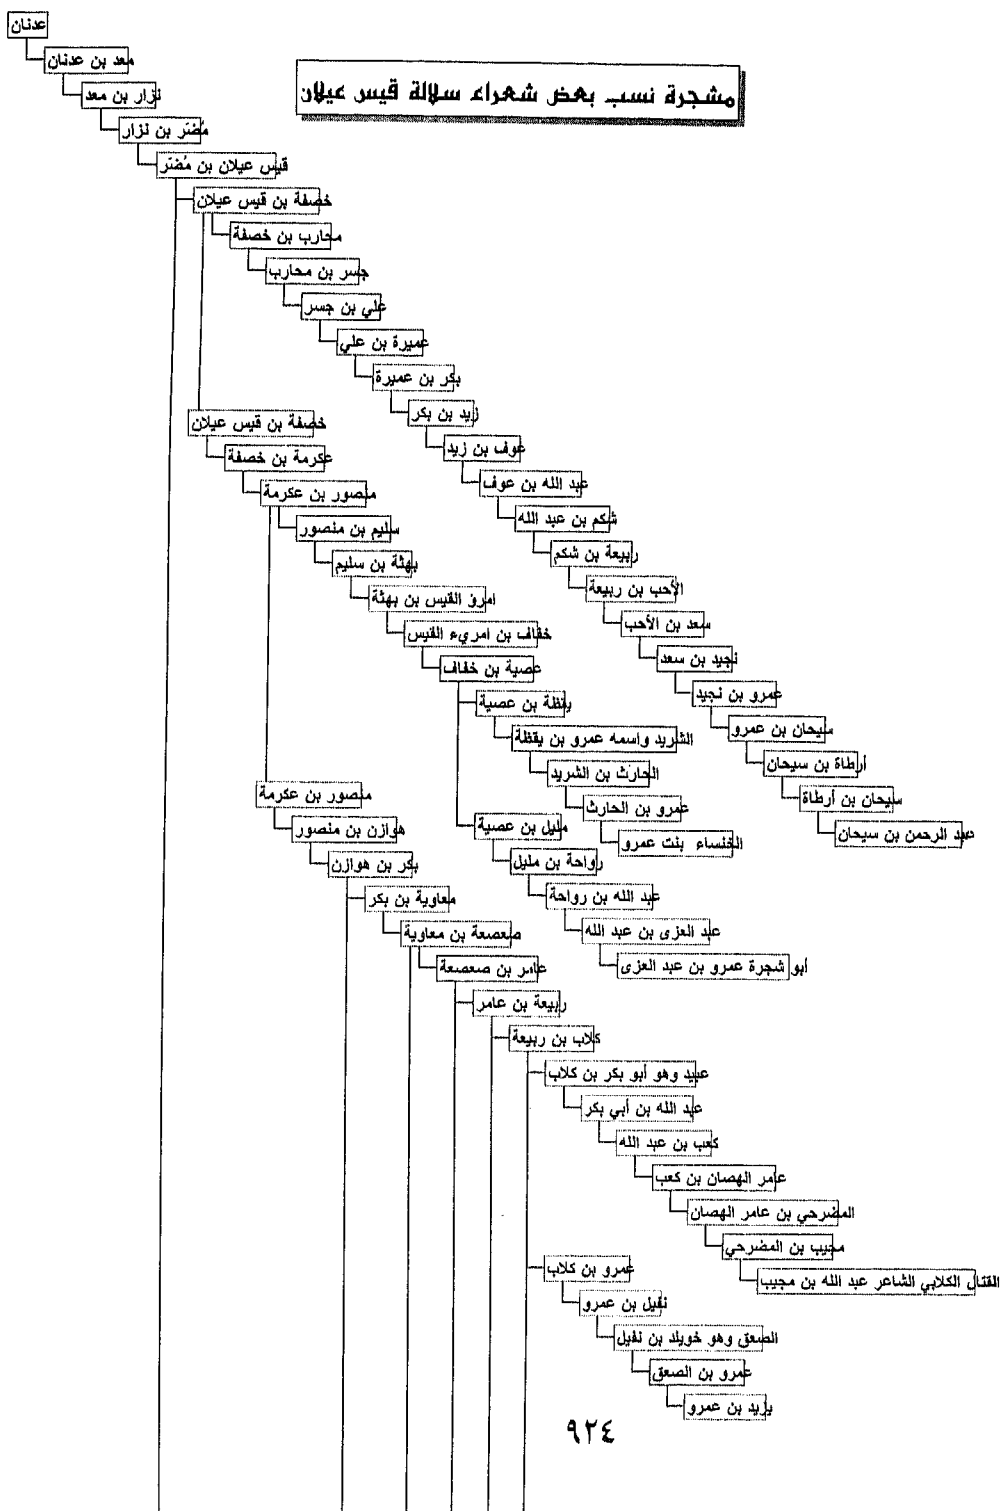 عدنان
معد بن عدنان
مشجرة نسب بعض شعراء سلالة قيس عيلان
نزار بن معد
مُضَر بن نزار
قيس عيلان بن مُضَر
خصفة بن قيس عيلان
محارب بن خصفة
جسر بن محارب
علي بن جسر
عميرة بن علي
بكر بن عميرة
زيد بن بكر
خصفة بن قيس عيلان
عوف بن زيد
عكرمة بن خصفة
عبد الله بن عوف
منصور بن عكرمة
شكم بن عبد الله
سليم بن منصور
ربيعة بن شكم
بهثة بن سليم
الأحب بن ربيعة
امرؤ القيس بن بهثة
سعد بن الأحب
خفاف بن امريء القيس
نجيد بن سعد
عصية بن خفاف
عمرو بن نجيد
يقظة بن عصية
سيحان بن عمرو
الشريد واسمه عمرو بن يقظة
أرطاة بن سيحان
الحارث بن الشريد
سيحان بن أرطاة
منصور بن عكرمة
عمرو بن الحارث
عبد الرحمن بن سيحان
هوازن بن منصور
مليل بن عصية
الخنساء بنت عمرو
بكر بن هوازن
رواحة بن مليل
معاوية بن بكر
عبد الله بن رواحة
صعصعة بن معاوية
عبد العزى بن عبد الله
عامر بن صعصعة
أبو شجرة عمرو بن عبد العزى
ربيعة بن عامر
كلاب بن ربيعة
عبيد وهو أبو بكر بن كلاب
عبد الله بن أبي بكر
كعب بن عبد الله
عامر الهصان بن كعب
المضرحي بن عامر الهصان
مجيب بن المضرحي
عمرو بن كلاب
القتال الكلابي الشاعر عبد الله بن مجيب
نفيل بن عمرو
الصعق وهو خويلد بن نفيل
عمرو بن الصعق
يزيد بن عمرو
٩٢٤